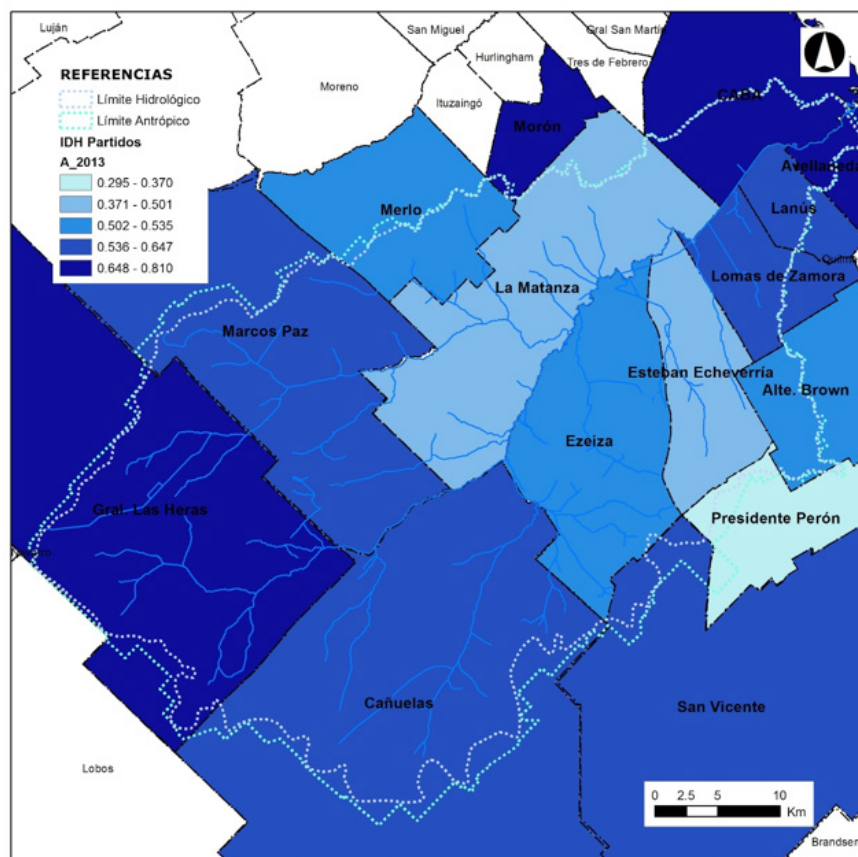 Luján
San Miguel
Gral San Martín
Hurlingham
Tres de Febrero
Moreno
Ituzaingó
REFERENCIAS
Límite Hidrológico
Límite Antrópico
IDH Partidos
A_2013
0.295 - 0.370
0.371 - 0.501
0.502 - 0.535
0.536 - 0.647
0.648 - 0.810
CABA
Morón
Avellaneda
Merlo
Lanús
Lomas de Zamora
La Matanza
Marcos Paz
Esteban Echeverría
Alte. Brown
Ezeiza
Gral. Las Heras
Presidente Perón
Cañuelas
San Vicente
Lobos
0 2.5 5 10
Km
Brandsen